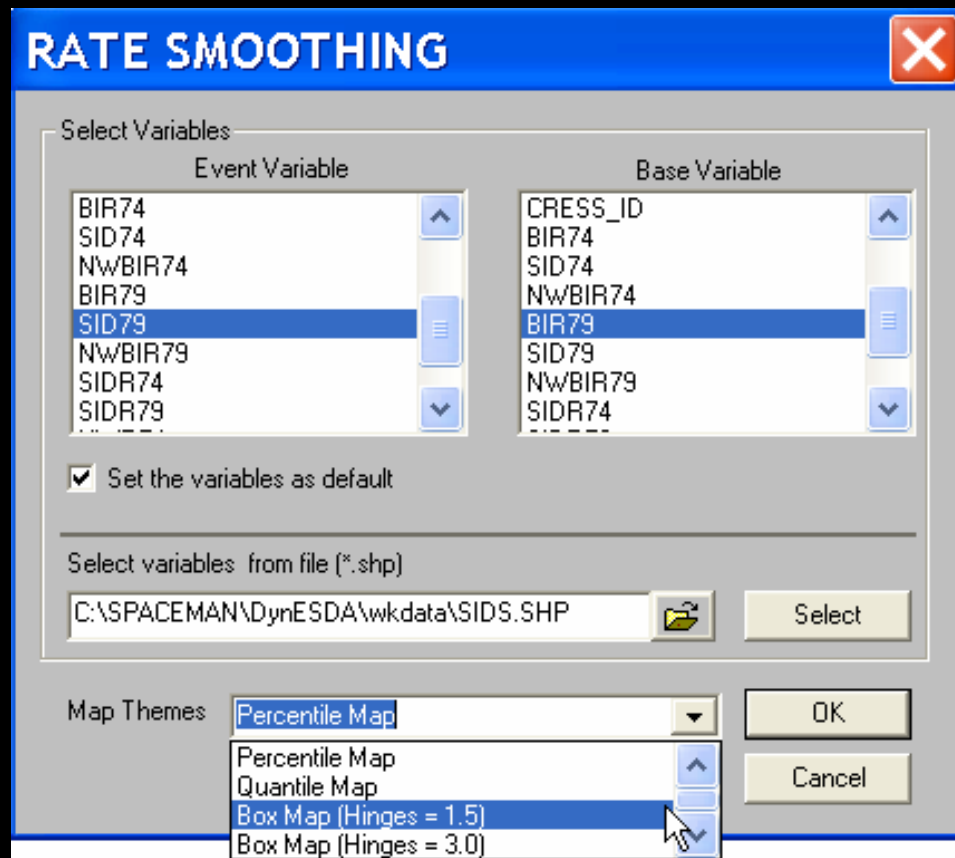 RATE SMOOTHING
Select Variables
Event Variable
BIR74
SID74
NWBIR74
BIR79
SID79
NWBIR79
SIDR74
SIDR79
Base Variable
CRESS_ID
BIR74
SID74
NWBIR74
BIR79
SID79
NWBIR79
SIDR74
Set the variables as default
Select variables from file (*.shp)
C:\SPACEMAN\DynESDA\wkdata\SIDS.SHP
Select
Map Themes
Percentile Map
OK
Percentile Map
Quantile Map
Box Map (Hinges = 1.5)
Box Map (Hinges = 3.0)
Cancel